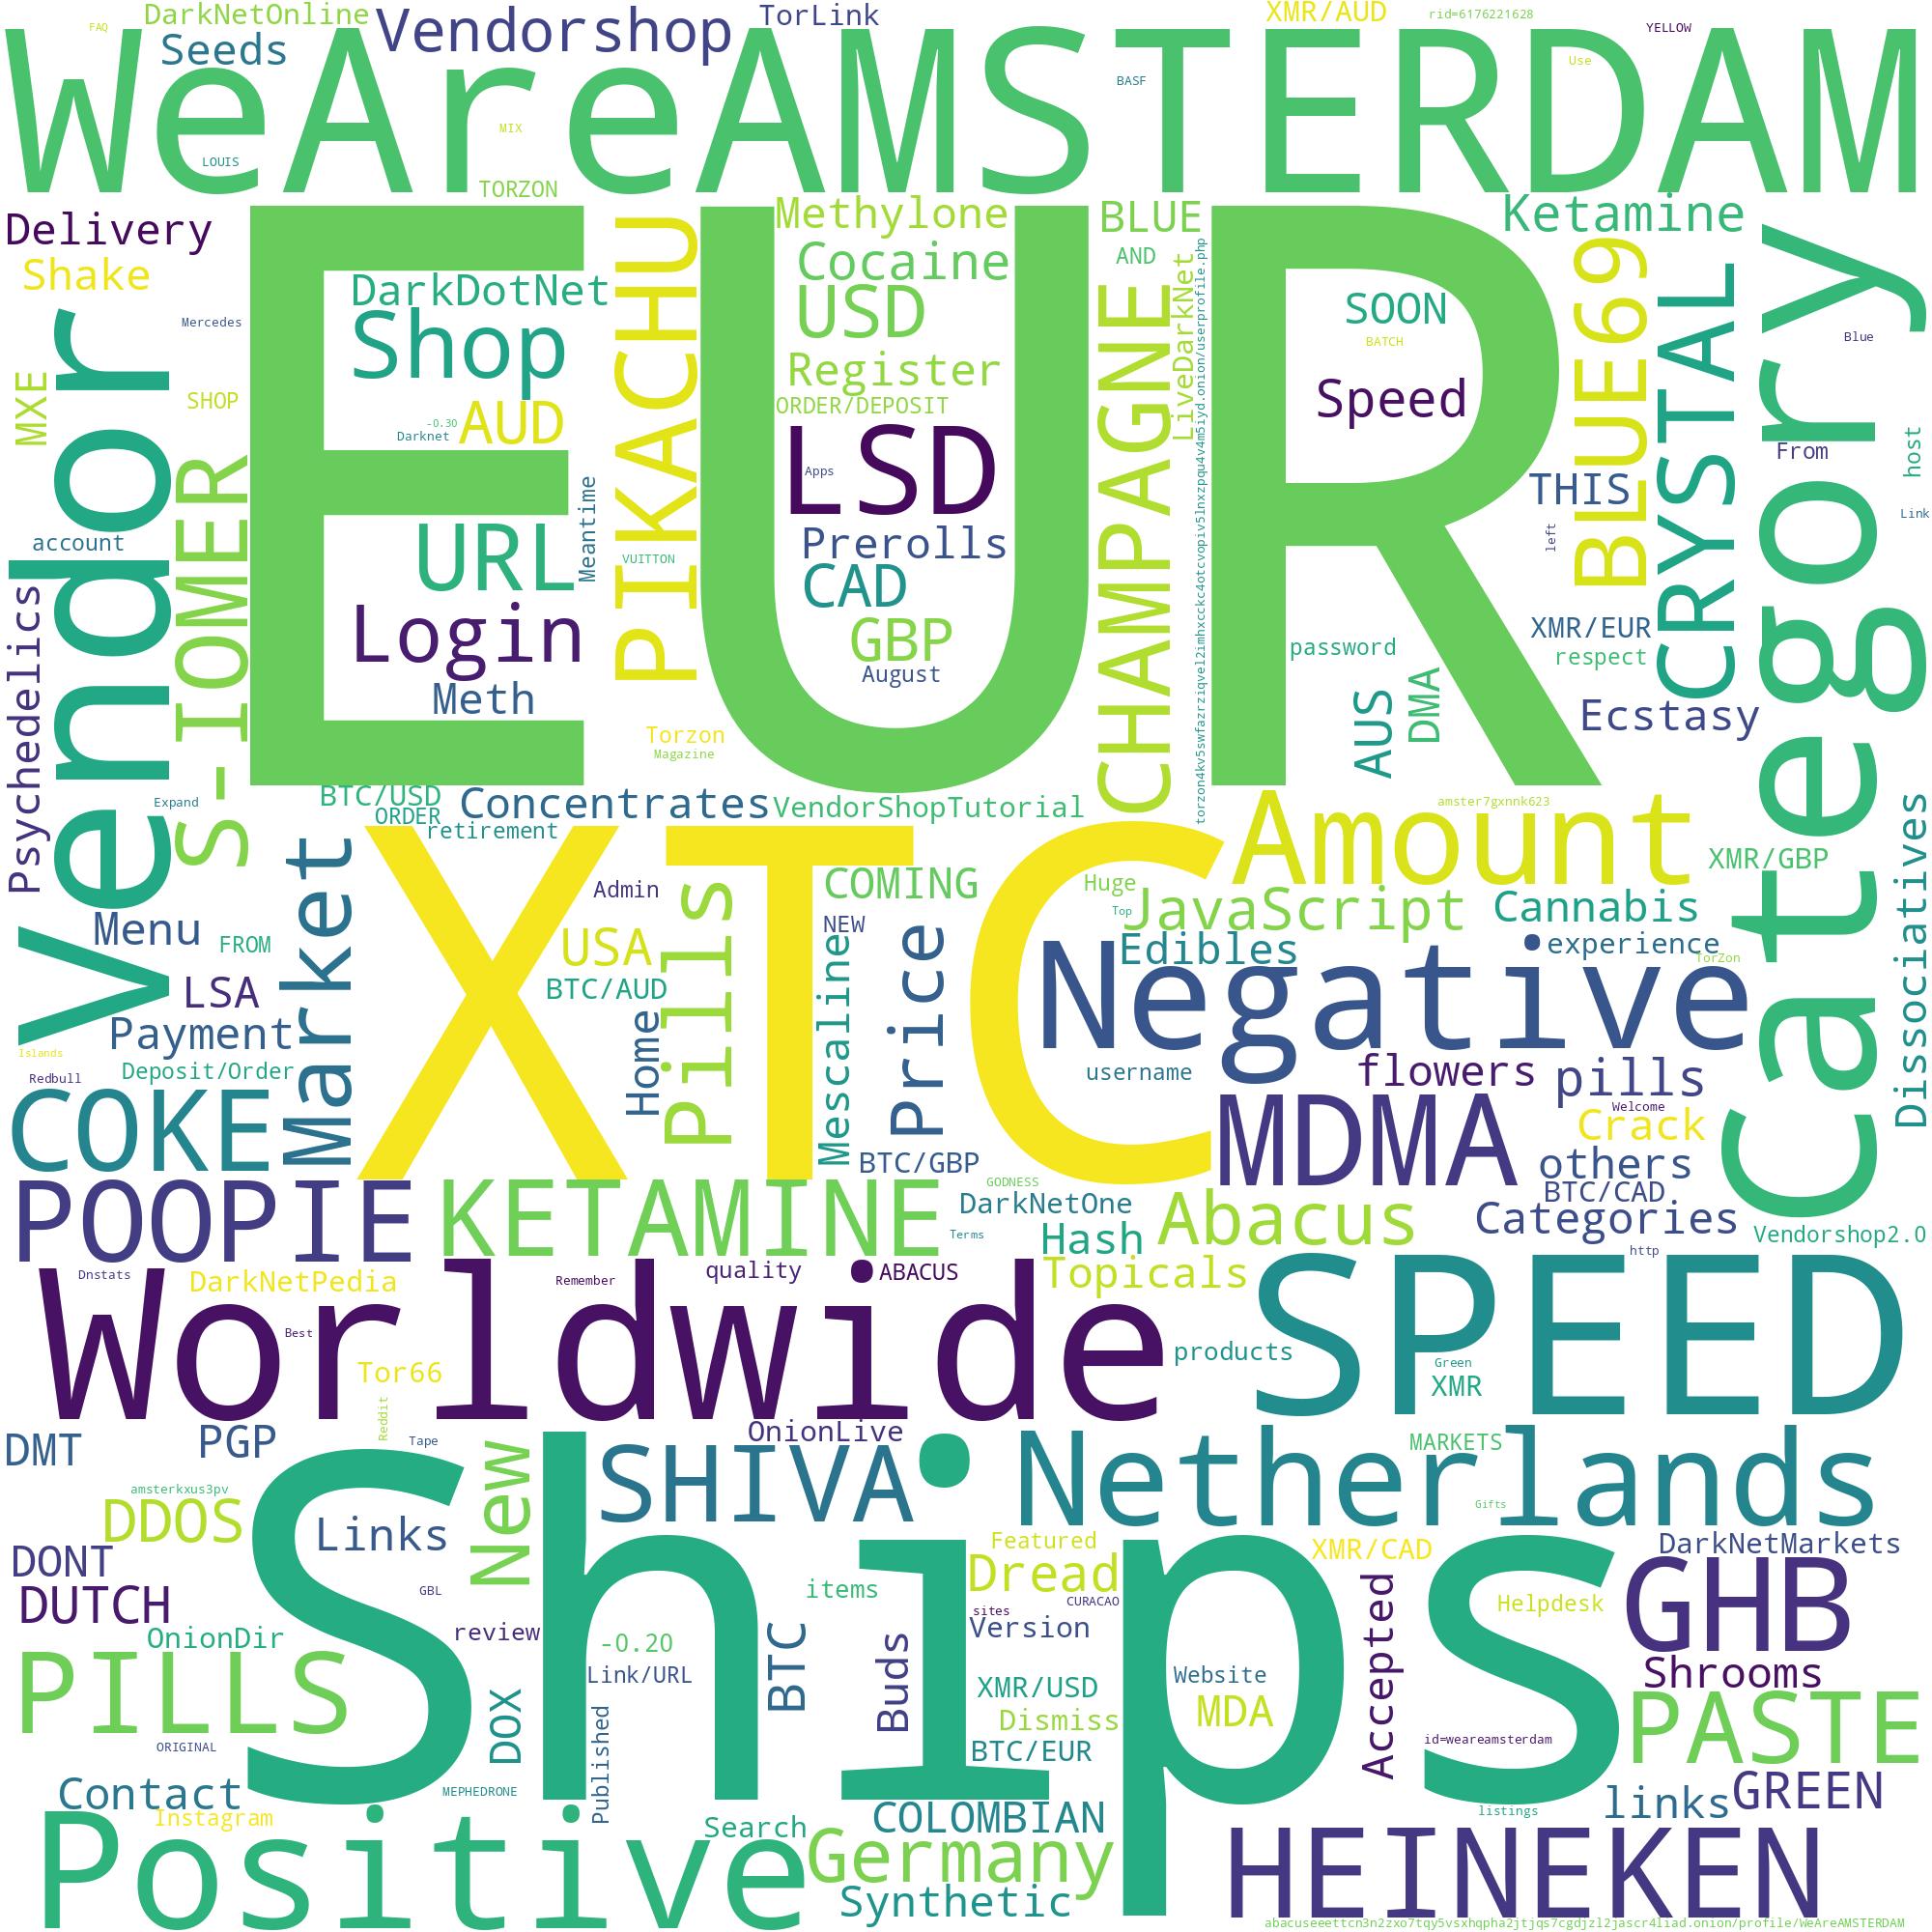 DarkNetOnline
TorLink
XMR/AUD
rid=6176221628
FAQ
Vendorshop
YELLOW
Seeds
WeAreAMSTERDAM
Use
BASF
MIX
LOUIS
TORZON
Delivery
Methylone
BLUE
Ketamine
Shake
Cocaine
AND
DarkDotNet
USD
SOON
Mercedes
Shop
PIKACHU
EUR
CHAMPAGNE
LiveDarkNet
BLUE69
CRYSTAL
Category
Vendor
BATCH
Blue
MXE
SHOP
Register
Speed
AUD
ORDER/DEPOSIT
-0.30
Darknet
S-IOMER
LSD
Apps
From
host
THIS
Link
URL
Meantime
Prerolls
left
account
VUITTON
CAD
Psychedelics
Login
GBP
XMR/EUR
password
respect
August
Meth
DMA
AUS
Ecstasy
Torzon
Magazine
BTC/USD
Concentrates
VendorShopTutorial
Expand
ORDER
retirement
amster7gxnnk623
Amount
Market
XTC
Admin
COMING
Huge
XMR/GBP
Dissociatives
Pills
NEW
Top
JavaScript
Cannabis
Menu
FROM
USA
Price
Edibles
• experience
TorZon
LSA
BTC/AUD
Mescaline
Negative
Payment
Home
Islands
Redbull
Deposit/Order
username
flowers
pills
COKE
MDMA
Welcome
Crack
BTC/GBP
others
POOPIE
KETAMINE
GODNESS
DarkNetOne
BTC/CAD
Abacus
Categories
Hash
Terms
Vendorshop2.0
http
Dnstats
DarkNetPedia
Remember
quality
• ABACUS
Topicals
Worldwide
SPEED
Best
products
Tor66
Green
XMR
Reddit
PGP
OnionLive
DMT
Tape
New
SHIVA
• Netherlands
MARKETS
amsterkxus3pv
DDOS
Links
Ships
Gifts
Featured
XMR/CAD
DarkNetMarkets
DONT
Dread
GBL
items
CURACAO
Accepted
Helpdesk
GHB
DUTCH
sites
Version
OnionDir
review
-0.20
BTC
Buds
PILLS
Link/URL
Website
Shrooms
DOX
XMR/USD
MDA
PASTE
Dismiss
Published
ORIGINAL
BTC/EUR
id=weareamsterdam
Contact
MEPHEDRONE
GREEN
links
Instagram
COLOMBIAN
listings
Positive
Search
Germany
HEINEKEN
Synthetic